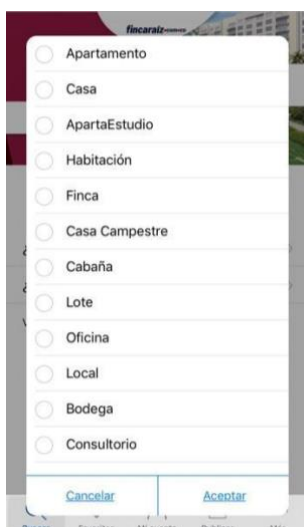 fincaraiz
Apartamento
Casa
ApartaEstudio
Habitación
Finca
Casa Campestre
Cabaña
Lote
Oficina
Local
Bodega
Consultorio
Cancelar
Aceptar